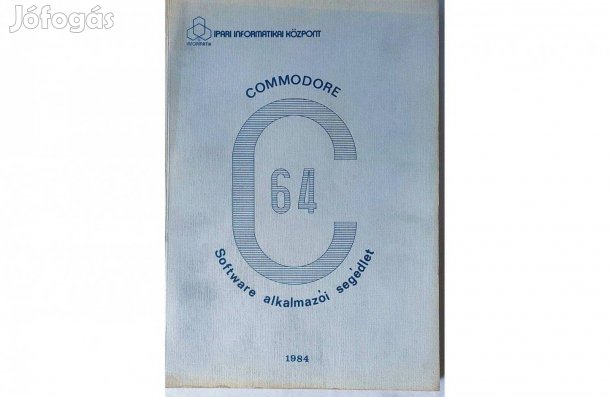 Jófogás
IPARI INFORMATIKAI KÖZPONT
COMMODORE
C
64
Software alkalmazói segédlet
1984